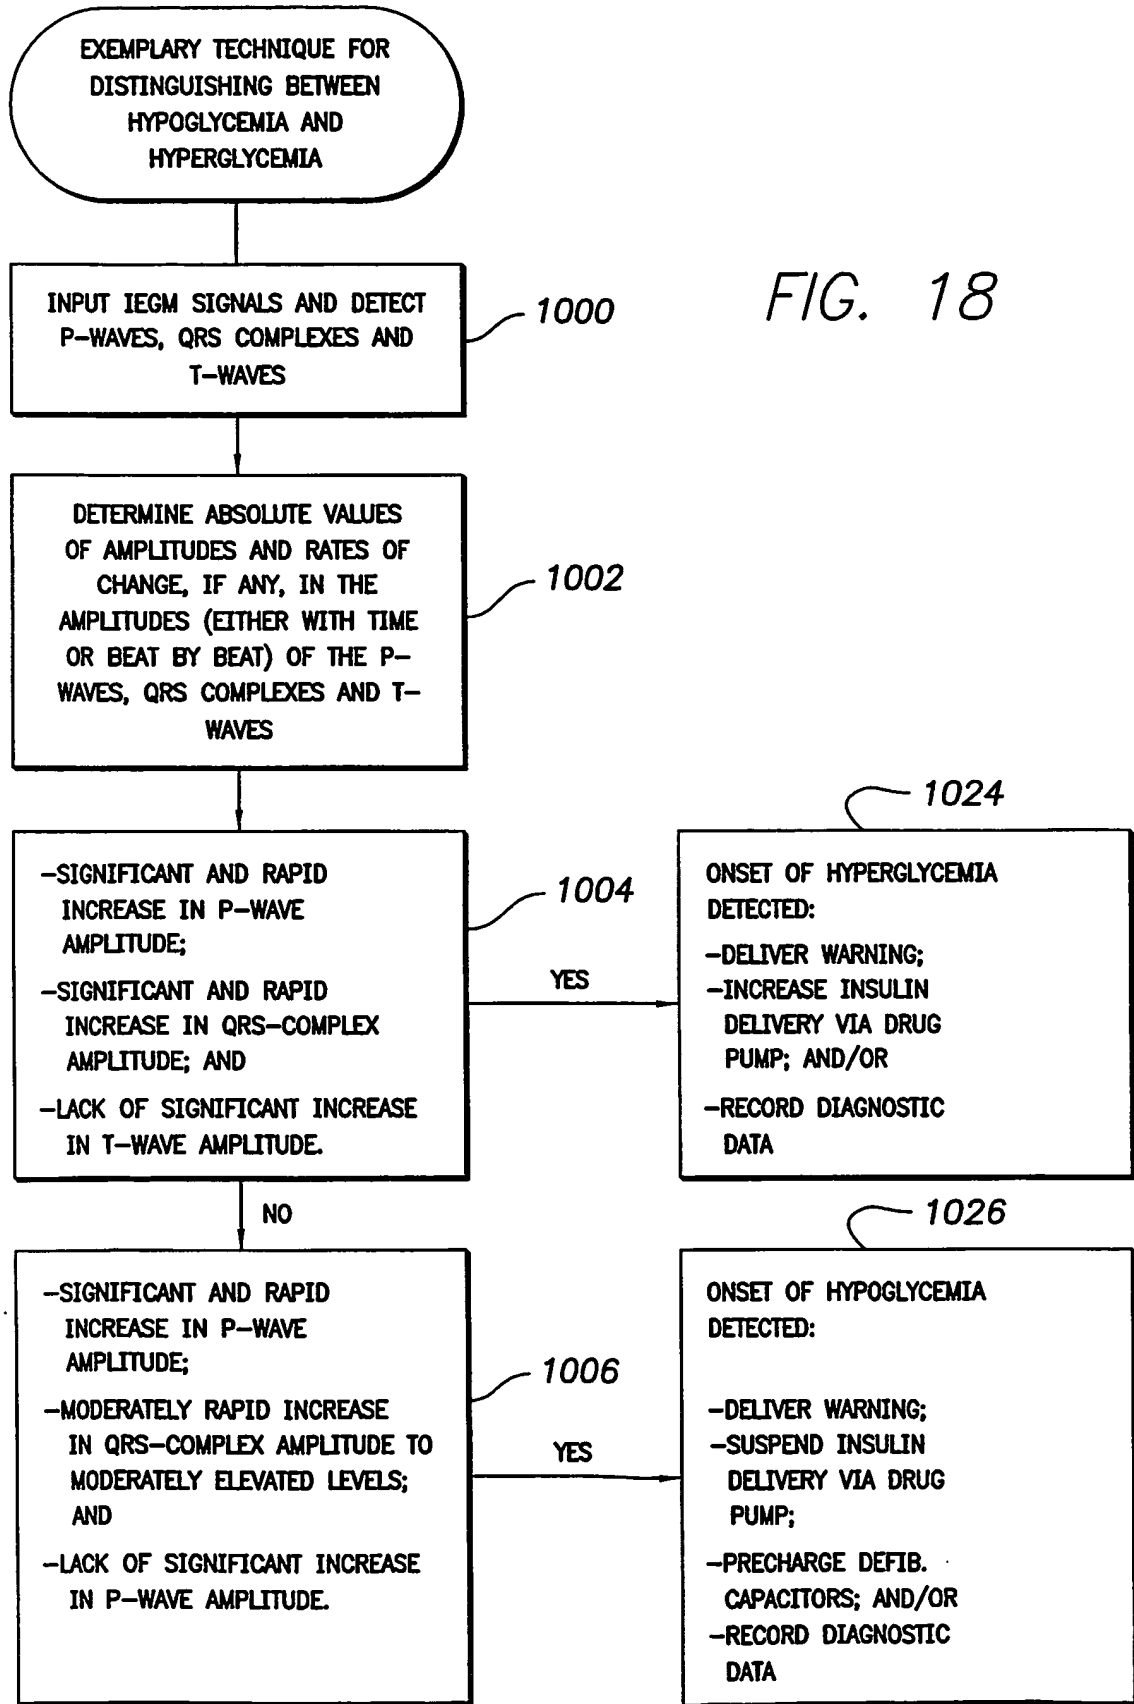 EXEMPLARY TECHNIQUE FOR
DISTINGUISHING BETWEEN
HYPOGLYCEMIA AND
HYPERGLYCEMIA
FIG. 18
INPUT IEGM SIGNALS AND DETECT
P-WAVES, QRS COMPLEXES AND
T-WAVES
1000
DETERMINE ABSOLUTE VALUES
OF AMPLITUDES AND RATES OF
CHANGE, IF ANY, IN THE
AMPLITUDES (EITHER WITH TIME
OR BEAT BY BEAT) OF THE P-
WAVES, QRS COMPLEXES AND T-
WAVES
1002
-SIGNIFICANT AND RAPID
INCREASE IN P-WAVE
AMPLITUDE;
-SIGNIFICANT AND RAPID
INCREASE IN QRS-COMPLEX
AMPLITUDE; AND
-LACK OF SIGNIFICANT INCREASE
IN T-WAVE AMPLITUDE.
1004
YES
1024
ONSET OF HYPERGLYCEMIA
DETECTED:
-DELIVER WARNING;
-INCREASE INSULIN
DELIVERY VIA DRUG
PUMP; AND/OR
-RECORD DIAGNOSTIC
DATA
NO
-SIGNIFICANT AND RAPID
INCREASE IN P-WAVE
AMPLITUDE;
-MODERATELY RAPID INCREASE
IN QRS-COMPLEX AMPLITUDE TO
MODERATELY ELEVATED LEVELS;
AND
-LACK OF SIGNIFICANT INCREASE
IN P-WAVE AMPLITUDE.
1006
YES
1026
ONSET OF HYPOGLYCEMIA
DETECTED:
-DELIVER WARNING;
-SUSPEND INSULIN
DELIVERY VIA DRUG
PUMP;
-PRECHARGE DEFIB.
CAPACITORS; AND/OR
-RECORD DIAGNOSTIC
DATA